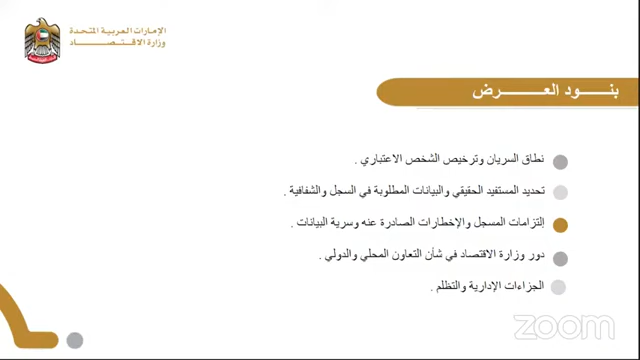 الإمارات العربية المتحدة
وزارة الاقتصاد
بنود العرض
نطاق السريان وترخيص الشخص الاعتباري .
تحديد المستفيد الحقيقي والبيانات المطلوبة في السجل والشفافية .
إلتزامات المسجل والإخطارات الصادرة عنه وسرية البيانات .
دور وزارة الاقتصاد في شأن التعاون المحلي والدولي .
الجزاءات الإدارية والتظلم .
zoom